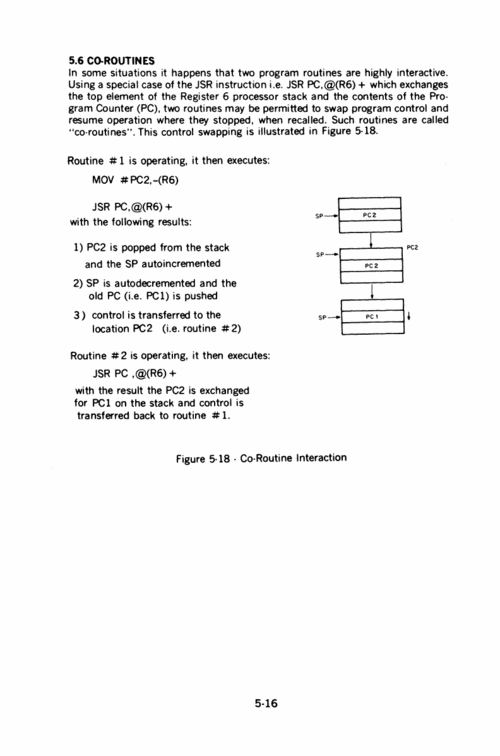 5.6 CO-ROUTINES
In some situations it happens that two program routines are highly interactive.
Using a special case of the JSR instruction i.e. JSR PC,@(R6) + which exchanges
the top element of the Register 6 processor stack and the contents of the Pro-
gram Counter (PC), two routines may be permitted to swap program control and
resume operation where they stopped, when recalled. Such routines are called
"co-routines". This control swapping is illustrated in Figure 5-18.
Routine # 1 is operating, it then executes:
MOV # PC2,-(R6)
JSR PC,@(R6) +
with the following results:
1) PC2 is popped from the stack
and the SP autoincremented
2) SP is autodecremented and the
old PC (i.e. PC1) is pushed
3 ) control is transferred to the
location PC2 (i.e. routine # 2)
SP
PC2
SP
PC2
PC2
SP
PC1
Routine # 2 is operating, it then executes:
JSR PC ,@(R6) +
with the result the PC2 is exchanged
for PC1 on the stack and control is
transferred back to routine # 1.
Figure 5-18 - Co-Routine Interaction
5-16